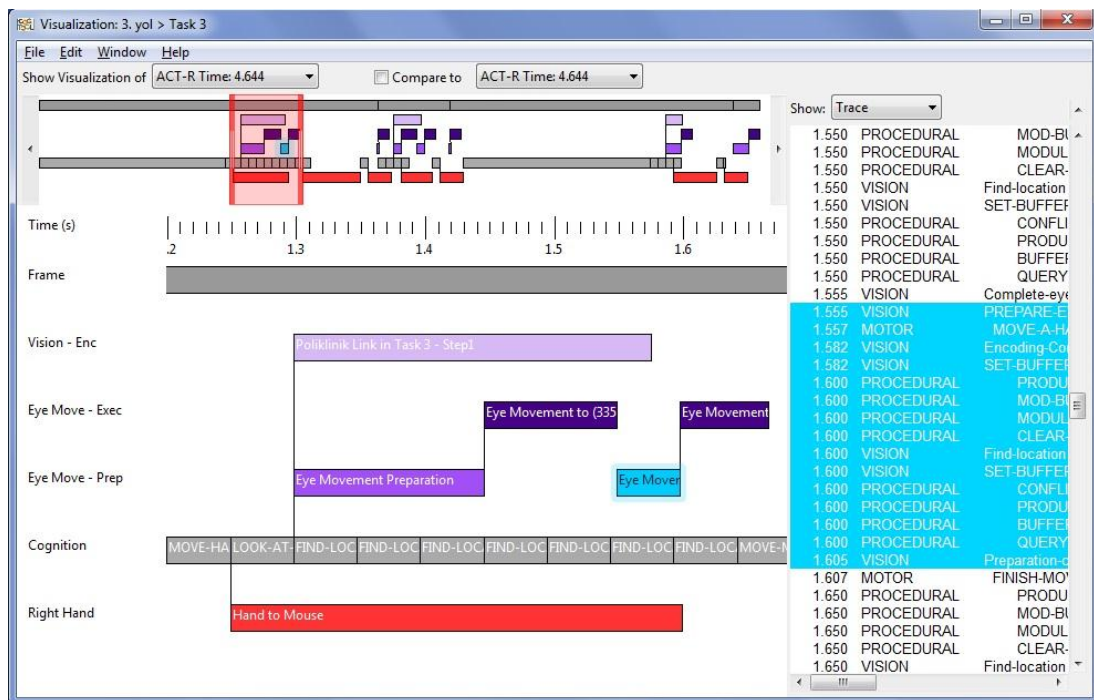 Visualization: 3. yol > Task 3
File Edit Window Help
Show Visualization of ACT-R Time: 4.644 Compare to ACT-R Time: 4.644
Show: Trace
Time (s)
.2 1.3 1.4 1.5 1.6
Frame
Vision - Enc
Poliklinik Link in Task 3 - Step1
Eye Move - Exec
Eye Movement to (335 Eye Movement
Eye Move - Prep
Eye Movement Preparation Eye Mover
Cognition
MOVE-HA LOOK-AT- FIND-LOC FIND-LOC FIND-LOC FIND-LOC FIND-LOC FIND-LOC FIND-LOC MOVE-M
Right Hand
Hand to Mouse
1.550 PROCEDURAL MOD-BU
1.550 PROCEDURAL MODUL
1.550 PROCEDURAL CLEAR-
1.550 VISION Find-location
1.550 VISION SET-BUFFER
1.550 PROCEDURAL CONFLI
1.550 PROCEDURAL PRODU
1.550 PROCEDURAL BUFFER
1.550 PROCEDURAL QUERY
1.555 VISION Complete-eye
1.555 VISION PREPARE-E
1.557 MOTOR MOVE-A-HA
1.582 VISION Encoding-Co
1.582 VISION SET-BUFFER
1.600 PROCEDURAL PRODU
1.600 PROCEDURAL MOD-BU
1.600 PROCEDURAL MODUL
1.600 PROCEDURAL CLEAR-
1.600 VISION Find-location
1.600 VISION SET-BUFFER
1.600 PROCEDURAL CONFLI
1.600 PROCEDURAL PRODU
1.600 PROCEDURAL BUFFER
1.600 PROCEDURAL QUERY
1.605 VISION Preparation-c
1.607 MOTOR FINISH-MOV
1.650 PROCEDURAL PRODU
1.650 PROCEDURAL MOD-BU
1.650 PROCEDURAL MODUL
1.650 PROCEDURAL CLEAR-
1.650 VISION Find-location